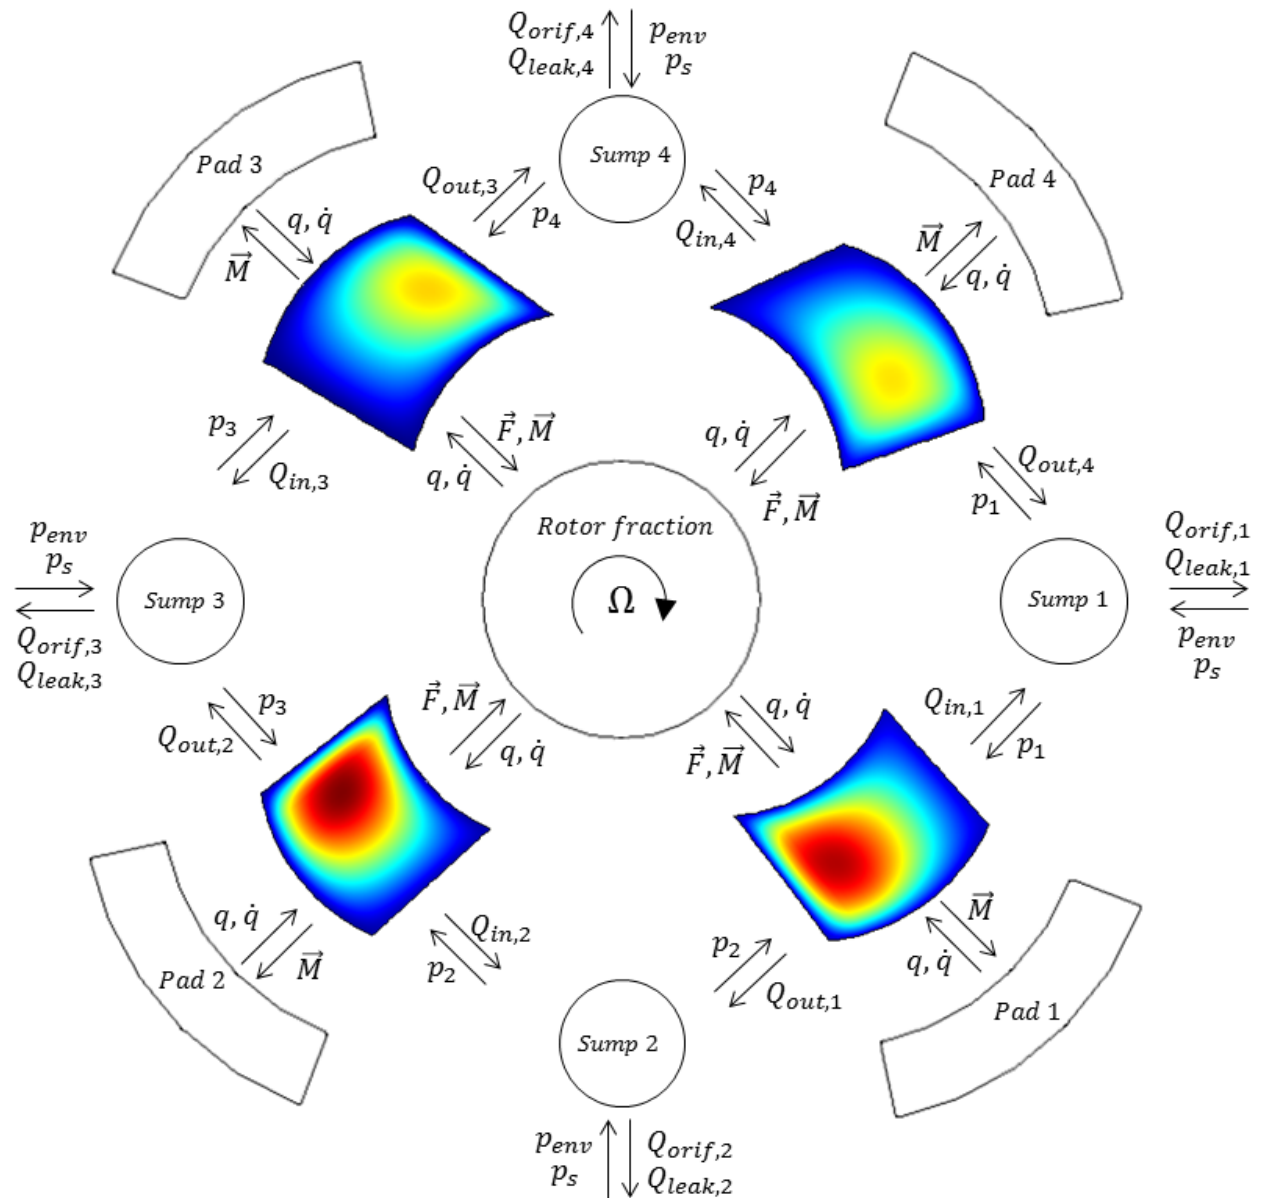 Q_{orif,4}
Q_{leak,4}
p_{env}
p_s
Sump 4
Pad 3
Pad 4
Q_{out,3}
p_4
p_4
Q_{in,4}
q, q̇
M⃗
M⃗
q, q̇
p_3
Q_{in,3}
F⃗, M⃗
q, q̇
q, q̇
F⃗, M⃗
Q_{out,4}
p_1
Rotor fraction
Ω
p_{env}
p_s
Sump 3
Q_{orif,3}
Q_{leak,3}
Sump 1
Q_{orif,1}
Q_{leak,1}
p_{env}
p_s
p_3
Q_{out,2}
F⃗, M⃗
q, q̇
q, q̇
F⃗, M⃗
Q_{in,1}
p_1
q, q̇
M⃗
Pad 2
Q_{in,2}
p_2
p_2
Q_{out,1}
M⃗
q, q̇
Pad 1
Sump 2
p_{env}
p_s
Q_{orif,2}
Q_{leak,2}